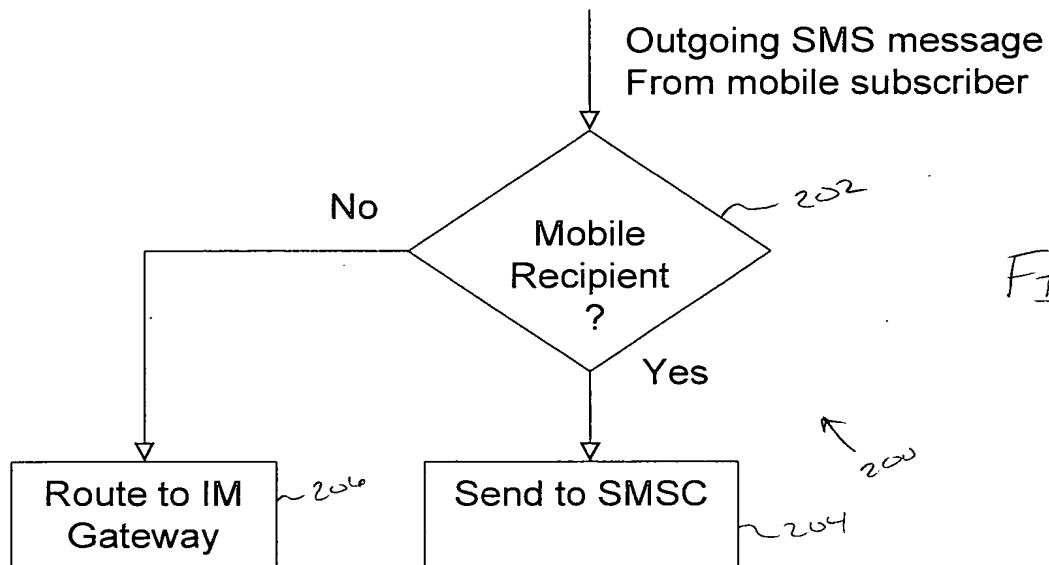 Outgoing SMS message
From mobile subscriber
202
No
Mobile
Recipient
?
Yes
200
Route to IM
Gateway
206
Send to SMSC
204